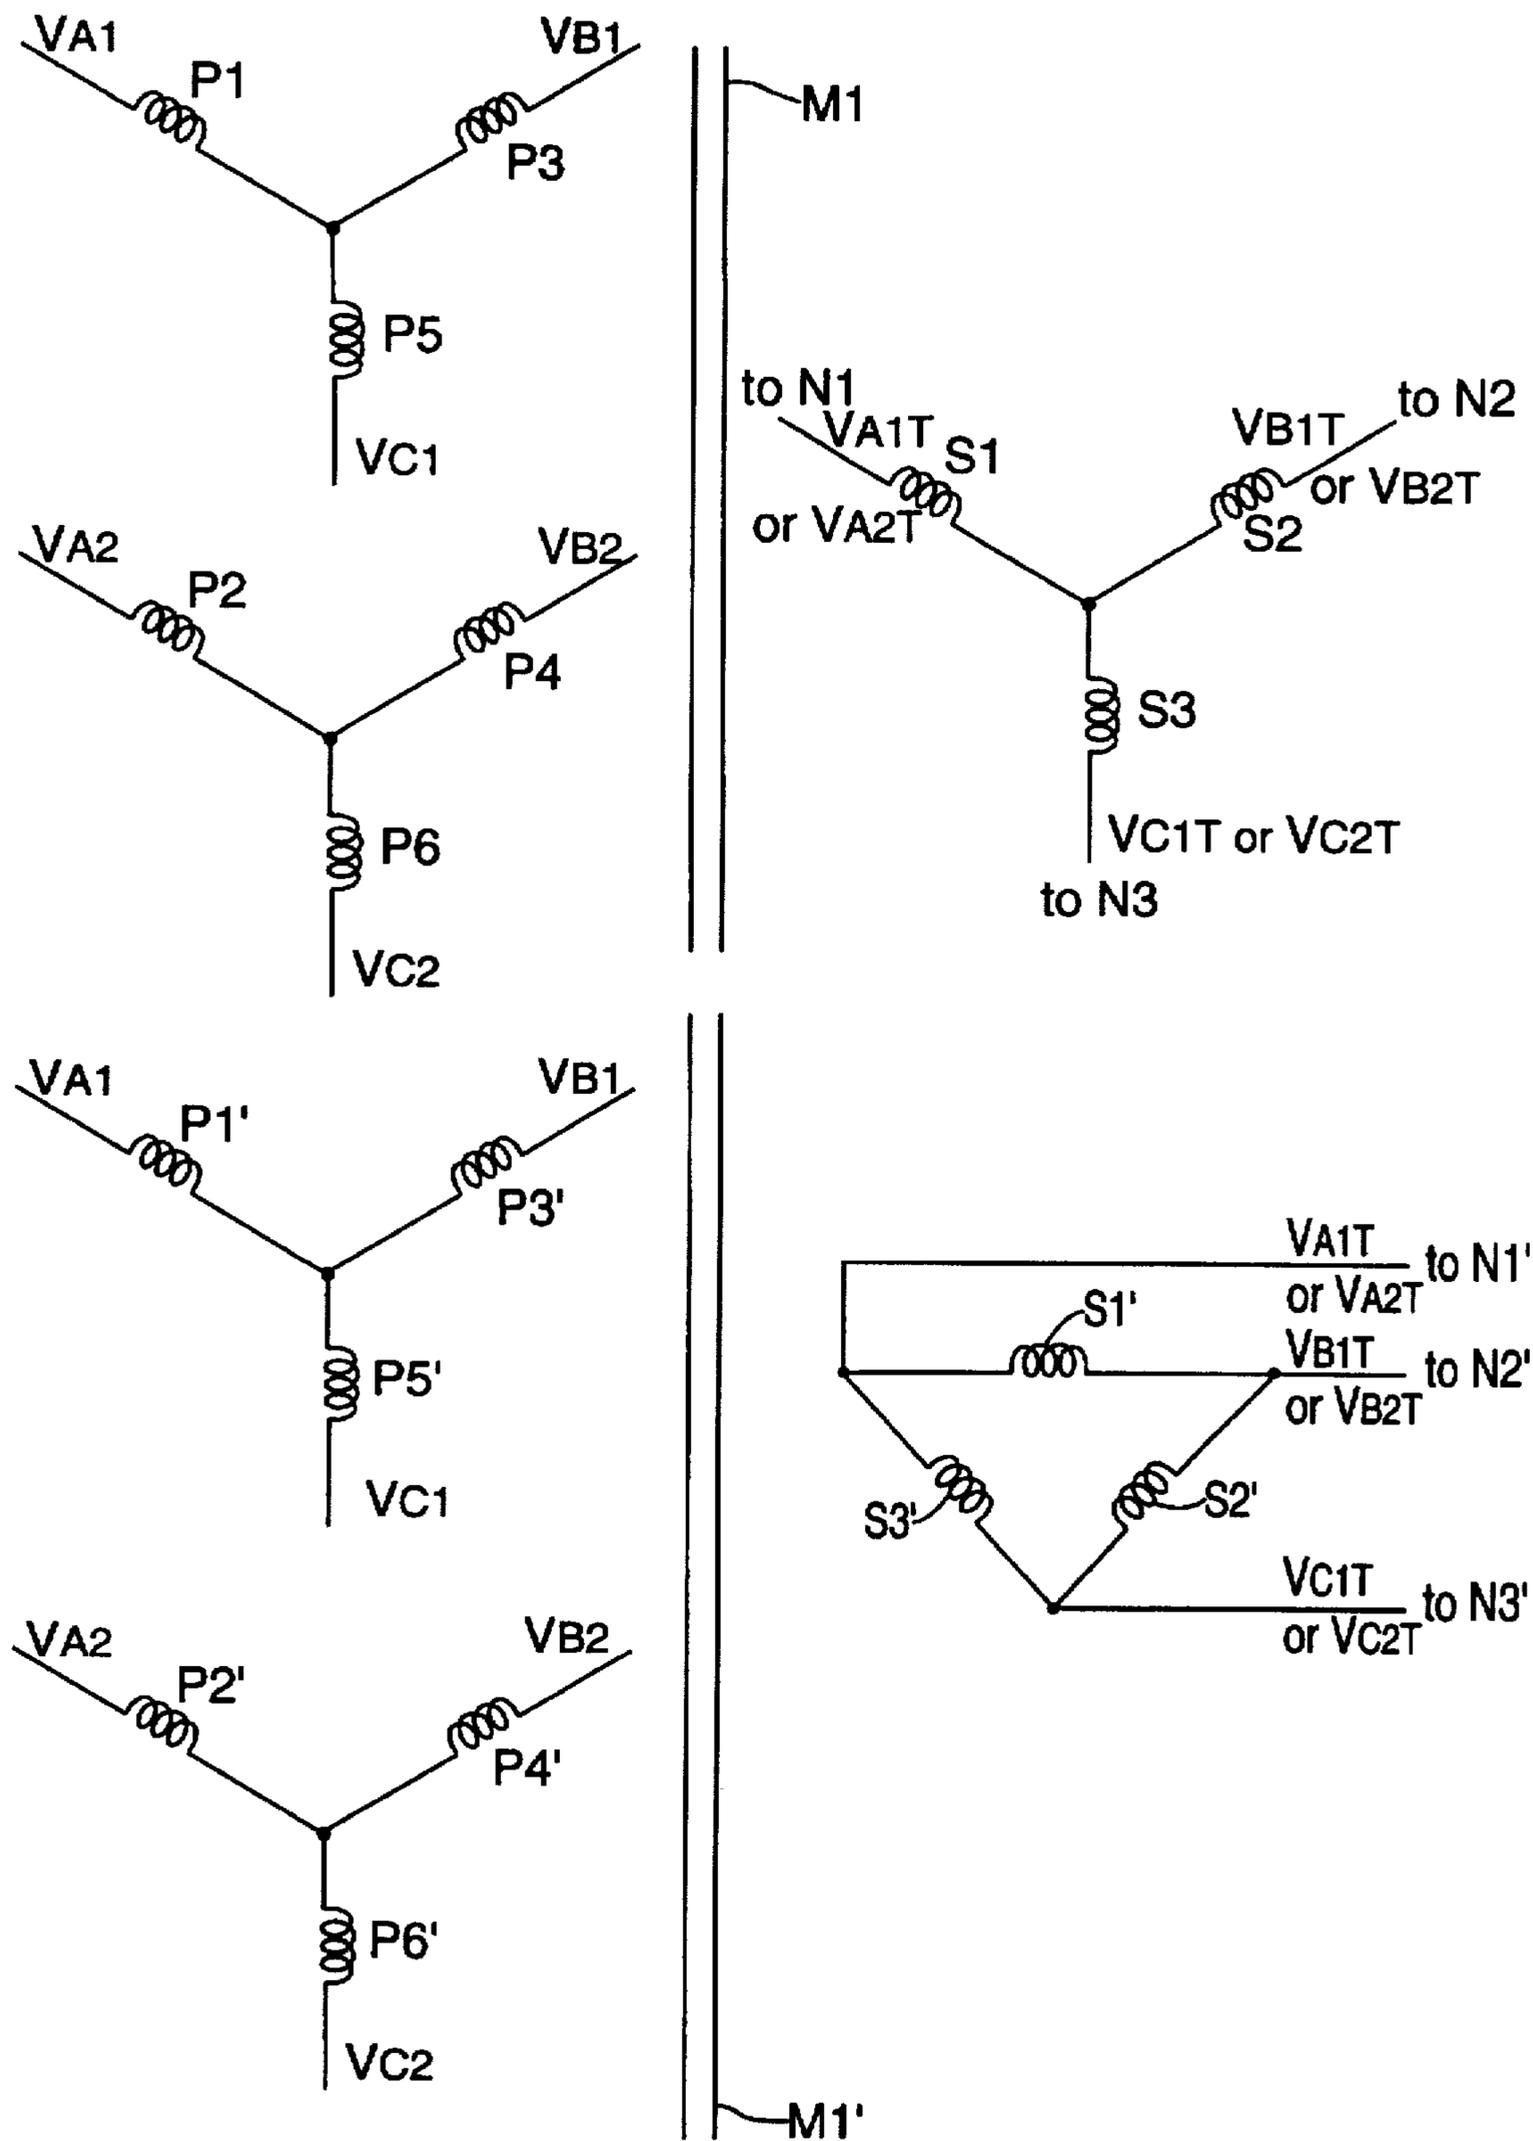 VA1
VB1
P1
P3
M1
P5
VC1
to N1
VA1T
S1
or VA2T
VB1T
to N2
or VB2T
S2
VA2
VB2
P2
P4
S3
P6
VC1T or VC2T
to N3
VC2
VA1
VB1
P1'
P3'
P5'
VC1
VA1T
to N1'
or VA2T
S1'
VB1T
to N2'
or VB2T
S3'
S2'
VC1T
to N3'
or VC2T
VA2
VB2
P2'
P4'
P6'
VC2
M1'